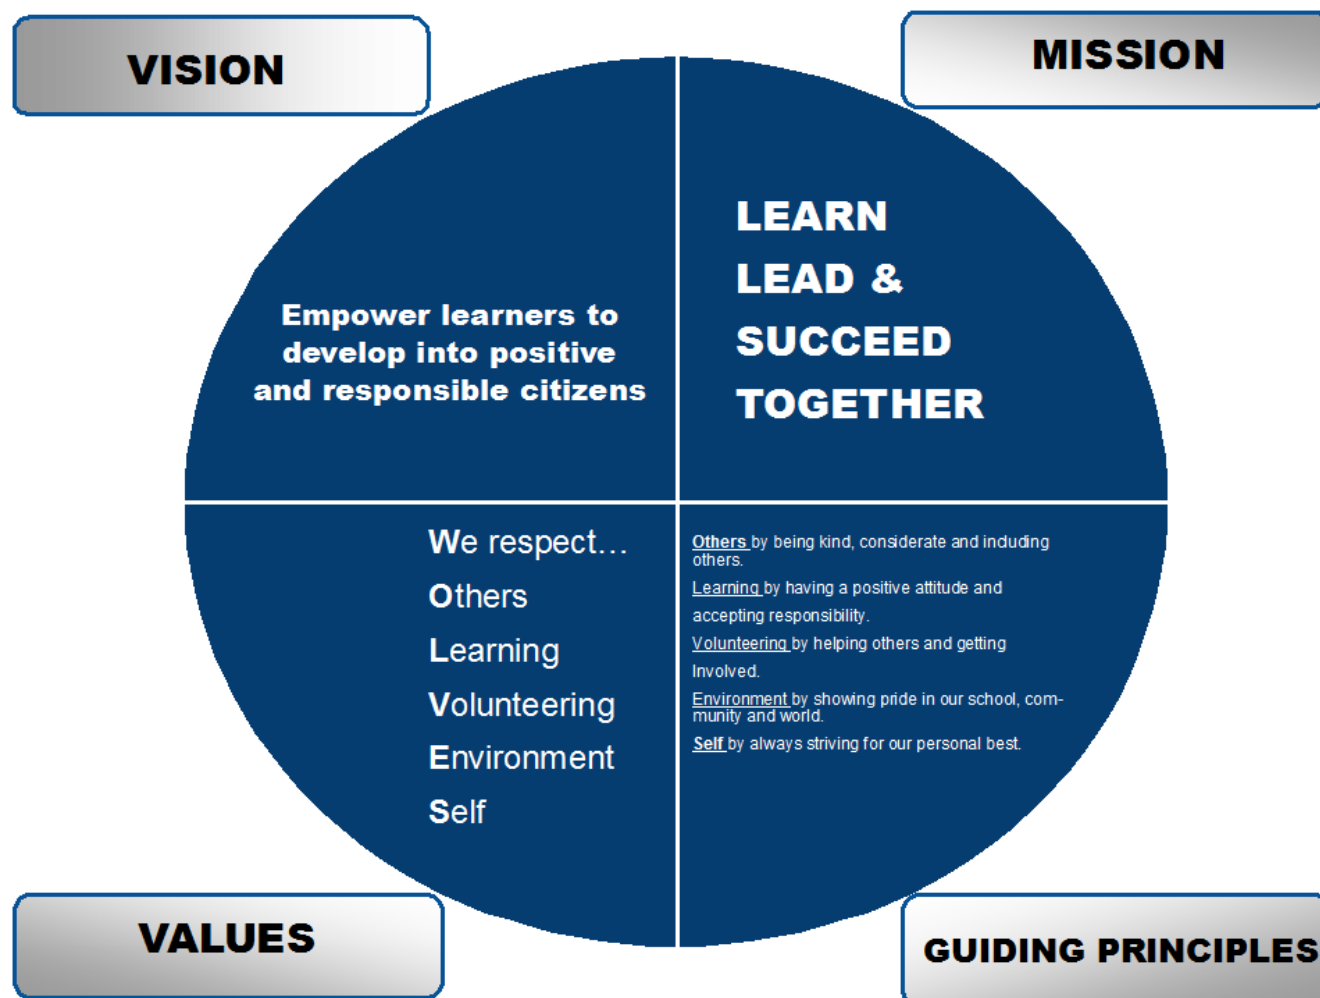 VISION
MISSION
Empower learners to
develop into positive
and responsible citizens
LEARN
LEAD &
SUCCEED
TOGETHER
We respect…
Others
Learning
Volunteering
Environment
Self
Others by being kind, considerate and including
others.
Learning by having a positive attitude and
accepting responsibility.
Volunteering by helping others and getting
Involved.
Environment by showing pride in our school, com-
munity and world.
Self by always striving for our personal best.
VALUES
GUIDING PRINCIPLES